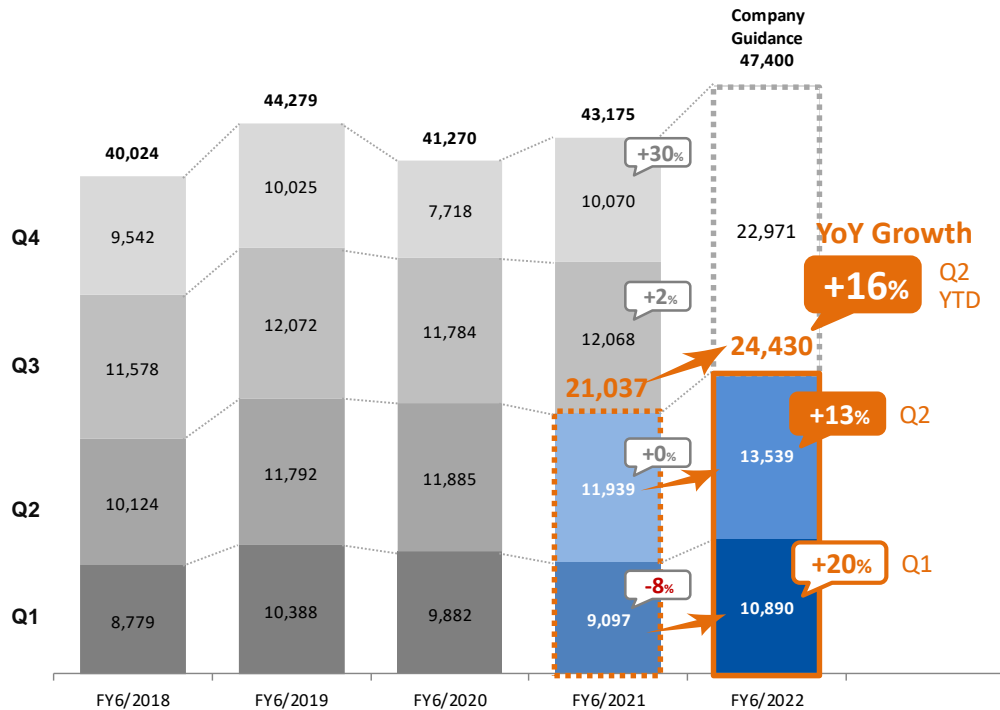 Company
Guidance
47,400
44,279
43,175
41,270
40,024
+30%
10,025
10,070
7,718
Q4
9,542
22,971
YoY Growth
+16%
Q2
YTD
+2%
12,072
11,784
12,068
Q3
11,578
21,037
24,430
+13%
Q2
+0%
13,539
11,792
11,885
11,939
Q2
10,124
+20%
Q1
-8%
10,388
9,882
9,097
10,890
Q1
8,779
FY6/2018
FY6/2019
FY6/2020
FY6/2021
FY6/2022